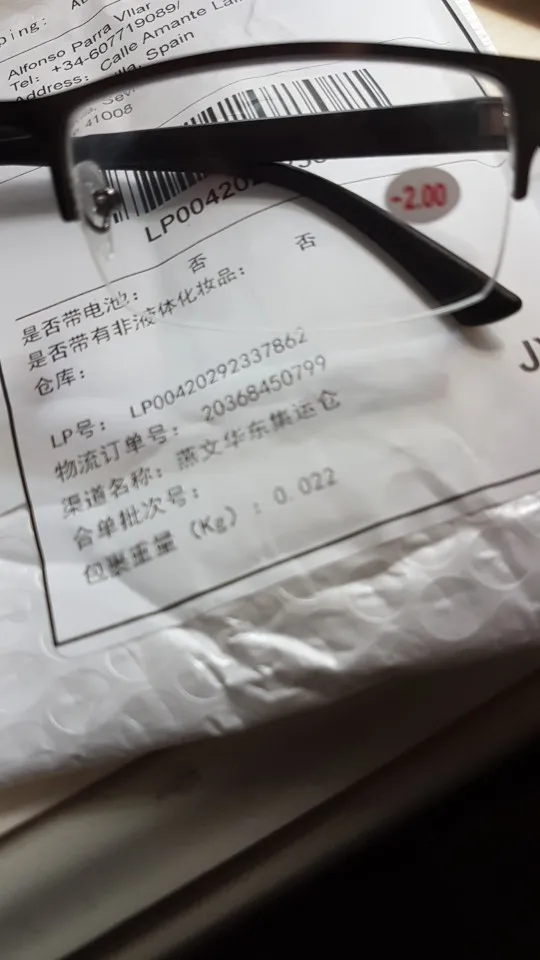 ping:
Alfonso Parra Vilar
Tel: +34-607719089/
Address: Calle Amante
Spain
41008
LP00420
-2.00
否
否
是否带电池:
是否带有非液体化妆品:
仓库:
LP号: LP00420292337862
物流订单号: 20368450799
渠道名称: 燕文华东集运仓
合单批次号:
包裹重量 (Kg) : 0.022